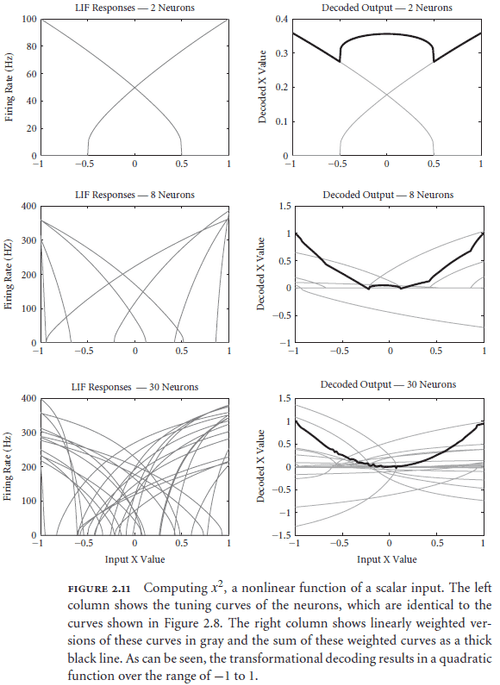 LIF Responses — 2 Neurons
Firing Rate (Hz)
100
80
60
40
20
0
−1 −0.5 0 0.5 1
Decoded Output — 2 Neurons
Decoded X Value
0.4
0.3
0.2
0.1
0
−1 −0.5 0 0.5 1
LIF Responses — 8 Neurons
Firing Rate (HZ)
400
300
200
100
0
−1 −0.5 0 0.5 1
Decoded Output — 8 Neurons
Decoded X Value
1.5
1
0.5
0
−0.5
−1
−1 −0.5 0 0.5 1
LIF Responses — 30 Neurons
Firing Rate (Hz)
400
300
200
100
0
−1 −0.5 0 0.5 1
Input X Value
Decoded Output — 30 Neurons
Decoded X Value
1.5
1
0.5
0
−0.5
−1
−1.5
−1 −0.5 0 0.5 1
Input X Value
FIGURE 2.11 Computing x², a nonlinear function of a scalar input. The left
column shows the tuning curves of the neurons, which are identical to the
curves shown in Figure 2.8. The right column shows linearly weighted ver-
sions of these curves in gray and the sum of these weighted curves as a thick
black line. As can be seen, the transformational decoding results in a quadratic
function over the range of −1 to 1.